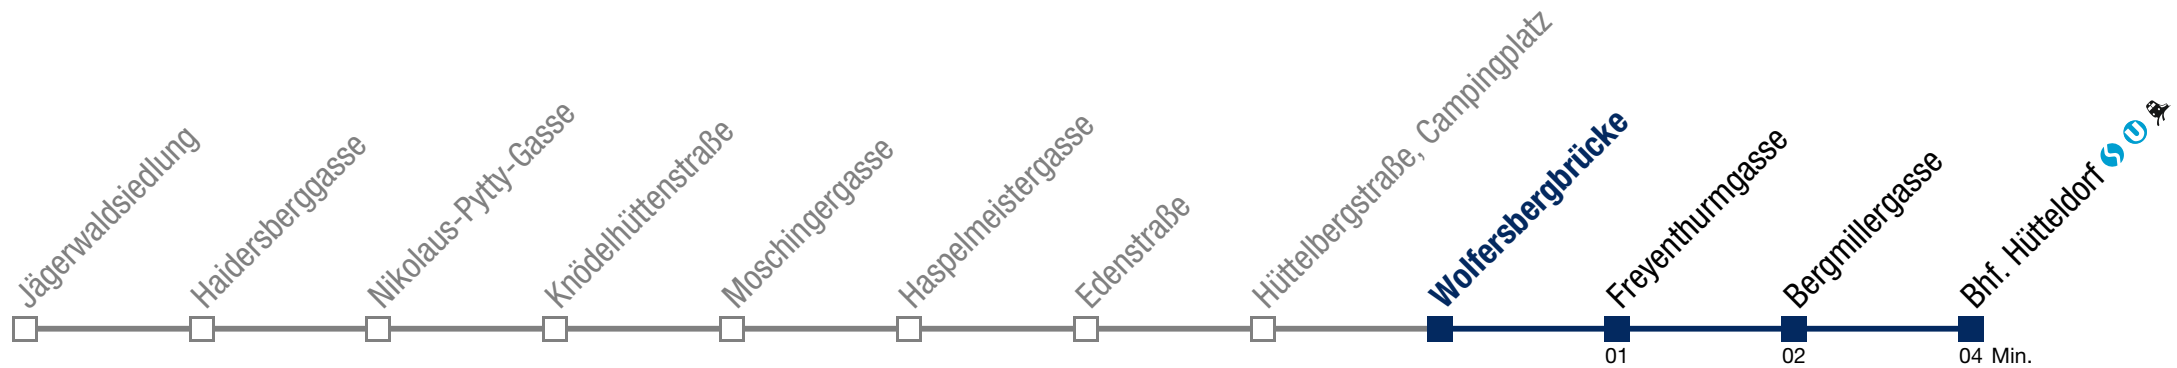 Jägerwaldsiedlung
Haidersberggasse
Nikolaus-Pytty-Gasse
Knödelhüttenstraße
Moschingergasse
Haspelmeistergasse
Edenstraße
Hüttelbergstraße, Campingplatz
Wolfersbergbrücke
Freyenthurmgasse
Bergmillergasse
Bhf. Hütteldorf S U
01
02
04 Min.